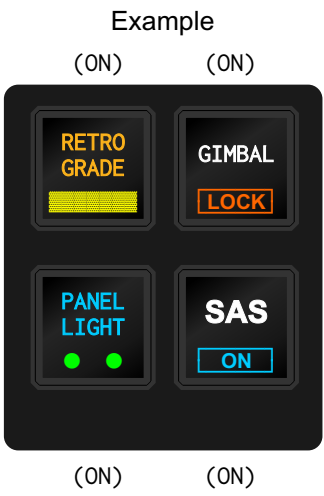 Example
(ON) (ON)
RETRO
GRADE
GIMBAL
LOCK
PANEL
LIGHT
SAS
ON
(ON) (ON)